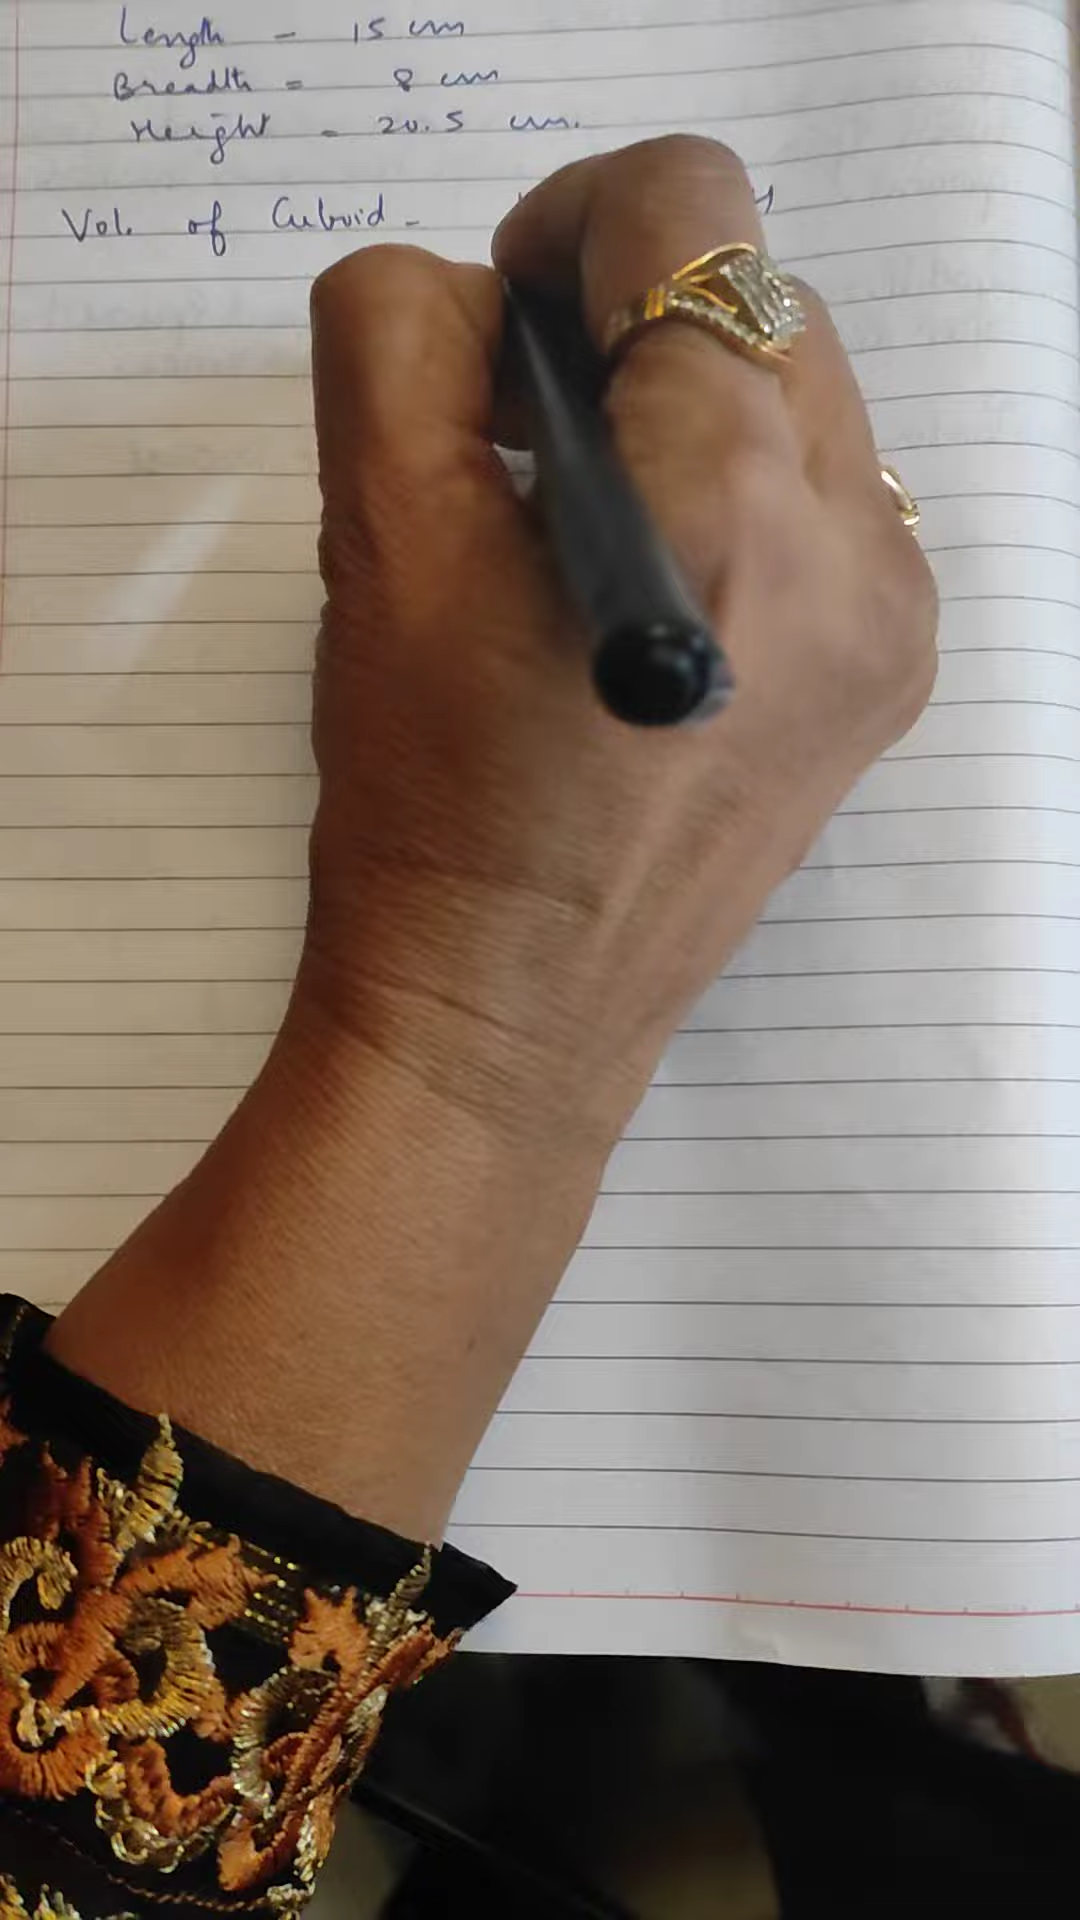 Length - 15 cm
Breadth = 8 cm
Height - 20.5 cm.
Vol. of Cuboid -